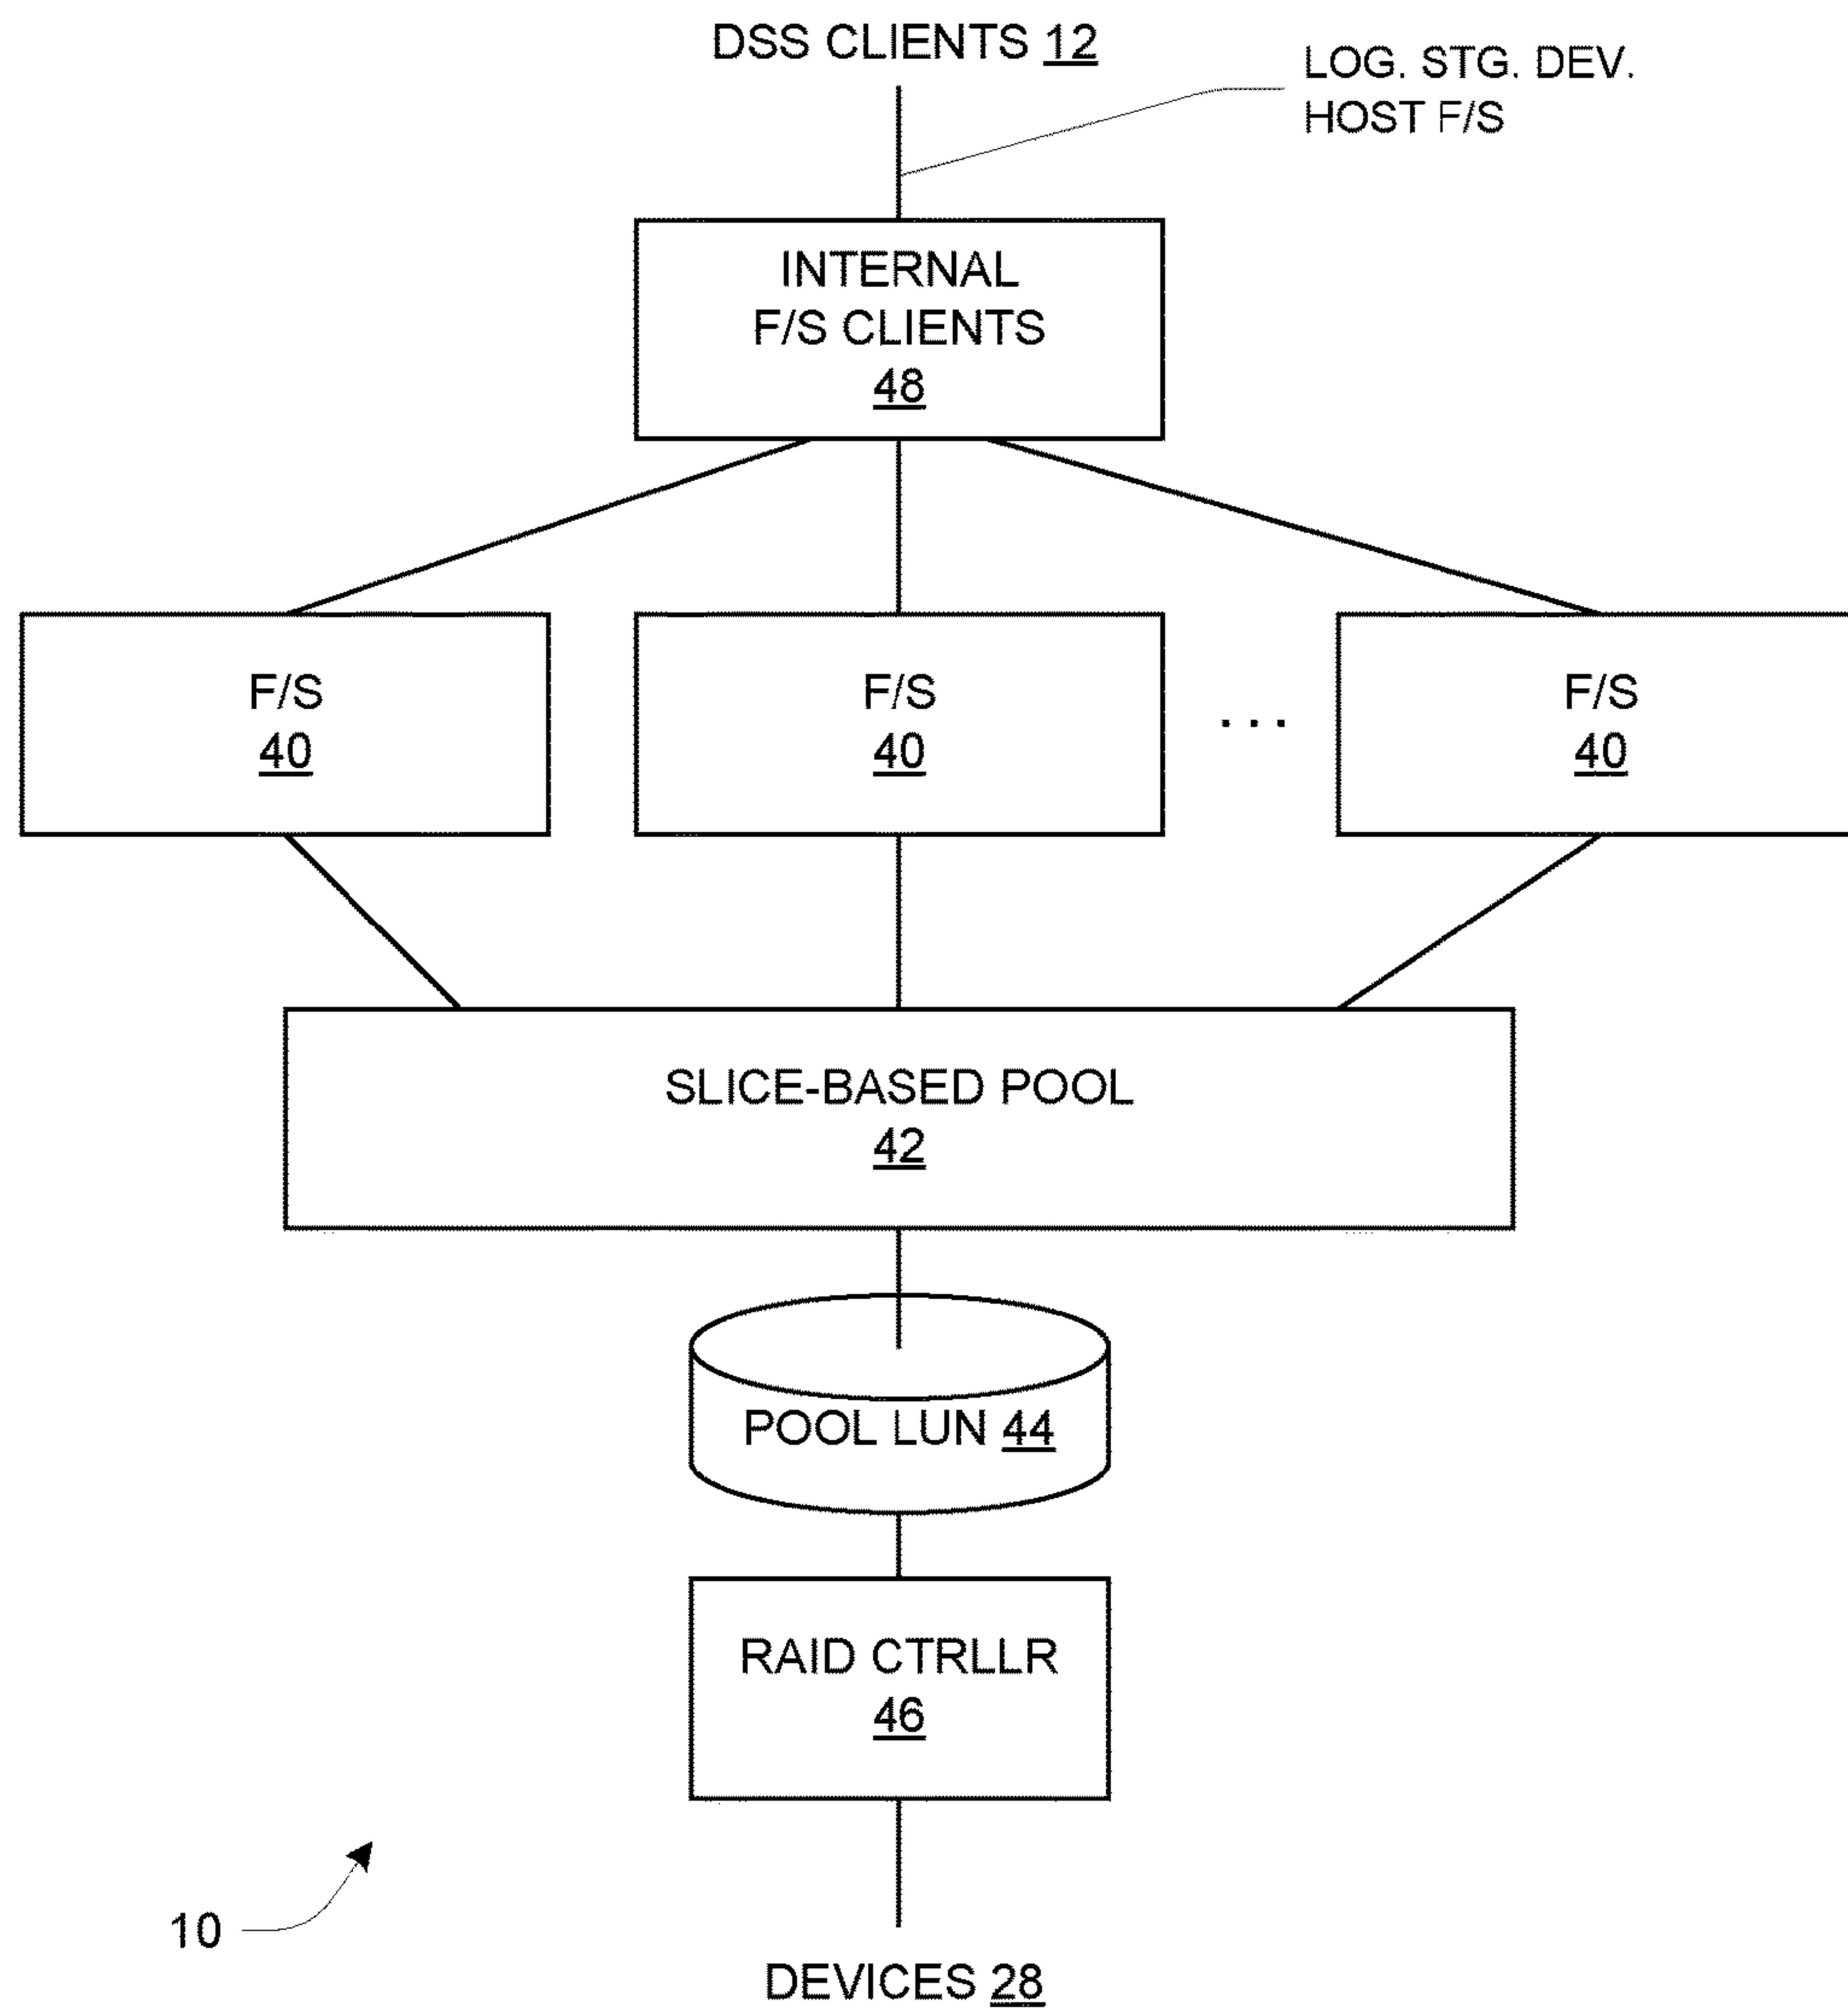 DSS CLIENTS 12
LOG. STG. DEV.
HOST F/S
INTERNAL
F/S CLIENTS
48
F/S
40
F/S
40
...
F/S
40
SLICE-BASED POOL
42
POOL LUN 44
RAID CTRLLR
46
10
DEVICES 28